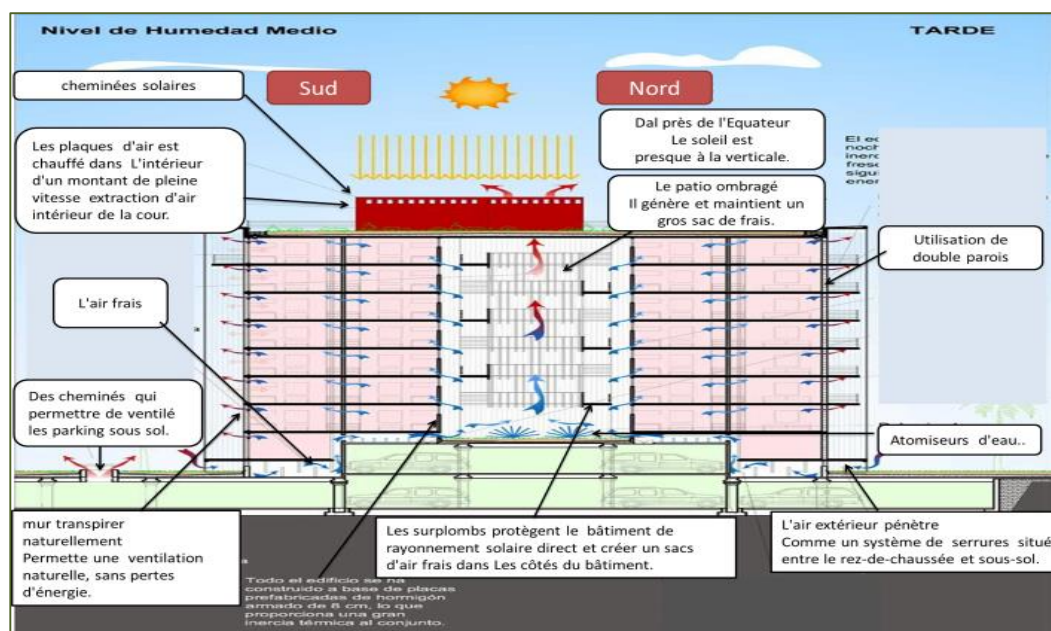 Nivel de Humedad Medio
TARDE
cheminées solaires
Sud
Nord
Les plaques d'air est
chauffé dans L'intérieur
d'un montant de pleine
vitesse extraction d'air
intérieur de la cour.
Dal près de l'Equateur
Le soleil est
presque à la verticale.
Le patio ombragé
Il génère et maintient un
gros sac de frais.
Utilisation de
double parois
L'air frais
Des cheminés qui
permettre de ventilé
les parking sous sol.
Atomiseurs d'eau..
mur transpirer
naturellement
Permette une ventilation
naturelle, sans pertes
d'énergie.
Les surplombs protègent le bâtiment de
rayonnement solaire direct et créer un sacs
d'air frais dans Les côtés du bâtiment.
L'air extérieur pénètre
Comme un système de serrures situé
entre le rez-de-chaussée et sous-sol.
Todo el edificio se ha
construido a base de placas
prefabricadas de hormigón
armado de 8 cm, lo que
proporciona una gran
inercia térmica al conjunto.